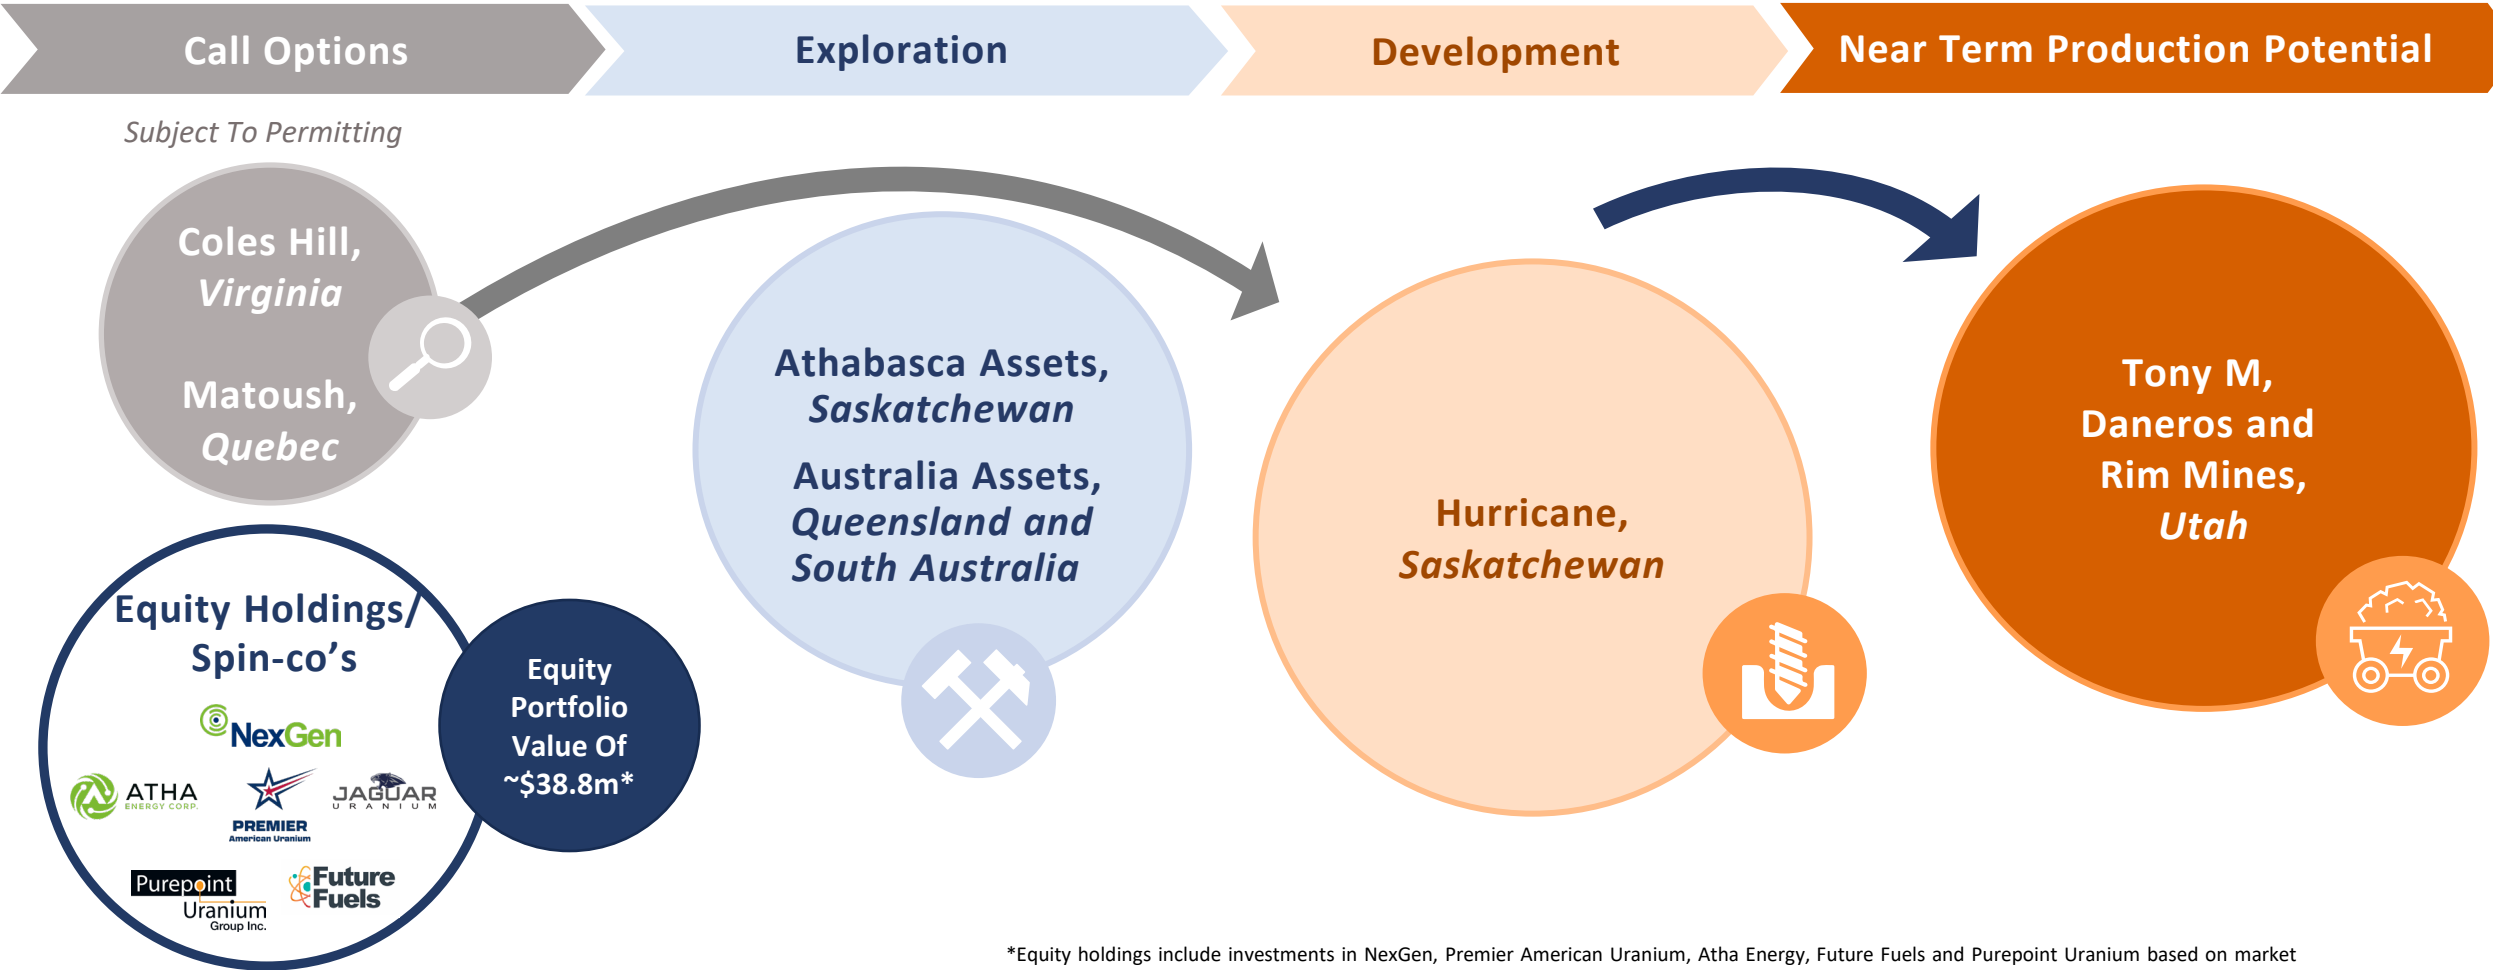 Call Options
Exploration
Development
Near Term Production Potential
Subject To Permitting
Coles Hill,
Virginia
Matoush,
Quebec
Athabasca Assets,
Saskatchewan
Australia Assets,
Queensland and
South Australia
Hurricane,
Saskatchewan
Tony M,
Daneros and
Rim Mines,
Utah
Equity Holdings/
Spin-co’s
NexGen
ATHA
ENERGY CORP.
PREMIER
American Uranium
JAGUAR
URANIUM
Purepoint
Uranium
Group Inc.
Future
Fuels
Equity
Portfolio
Value Of
~$38.8m*
*Equity holdings include investments in NexGen, Premier American Uranium, Atha Energy, Future Fuels and Purepoint Uranium based on market